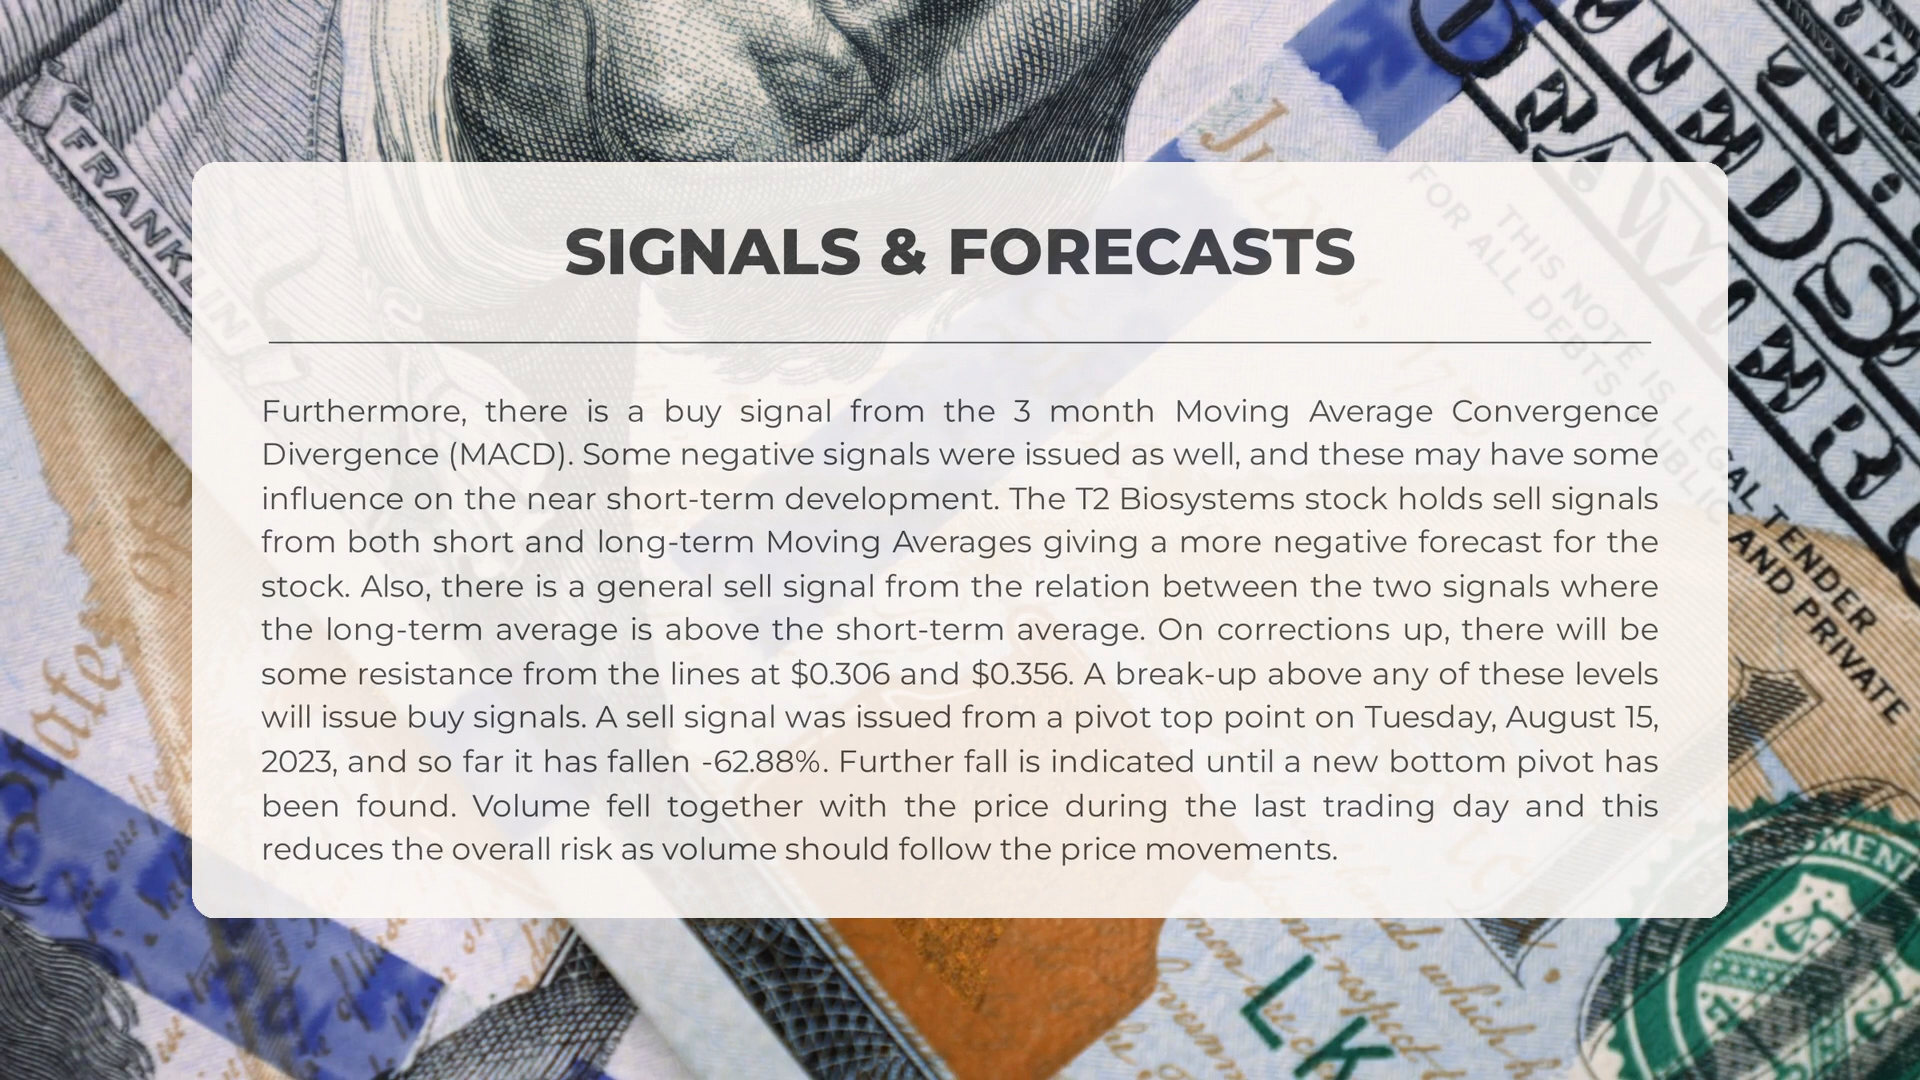 SIGNALS & FORECASTS
Furthermore, there is a buy signal from the 3 month Moving Average Convergence
Divergence (MACD). Some negative signals were issued as well, and these may have some
influence on the near short-term development. The T2 Biosystems stock holds sell signals
from both short and long-term Moving Averages giving a more negative forecast for the
stock. Also, there is a general sell signal from the relation between the two signals where
the long-term average is above the short-term average. On corrections up, there will be
some resistance from the lines at $0.306 and $0.356. A break-up above any of these levels
will issue buy signals. A sell signal was issued from a pivot top point on Tuesday, August 15,
2023, and so far it has fallen -62.88%. Further fall is indicated until a new bottom pivot has
been found. Volume fell together with the price during the last trading day and this
reduces the overall risk as volume should follow the price movements.
FRANKLIN
JULY 4, 17
THIS NOTE IS LEGAL TENDER
FOR ALL DEBTS, PUBLIC AND PRIVATE
LK